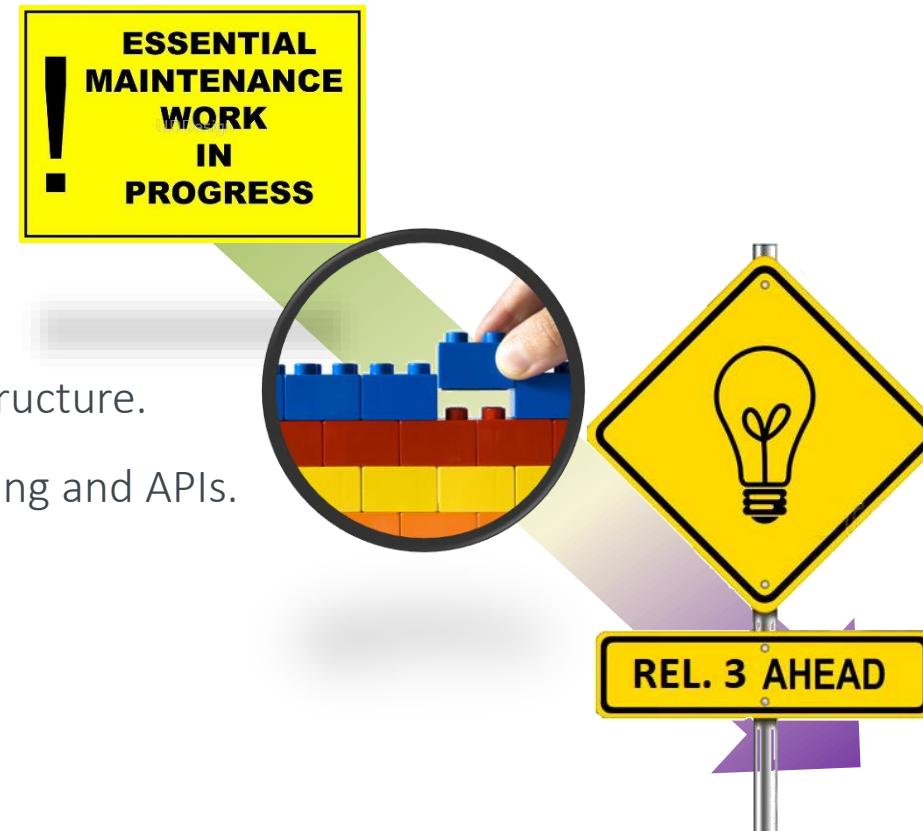 ESSENTIAL
MAINTENANCE
WORK
IN
PROGRESS
ructure.
ng and APIs.
REL. 3 AHEAD